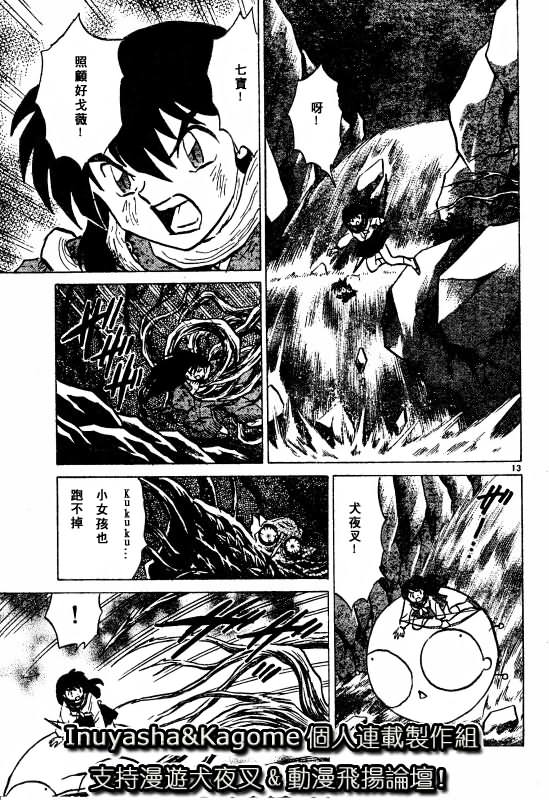 呀！
七寶！
照顧好戈薇！
13
犬夜叉！
Kukuku…
小女孩也
跑不掉
！
Inuyasha&Kagome 個人連載製作組
支持漫遊犬夜叉&動漫飛揚論壇！